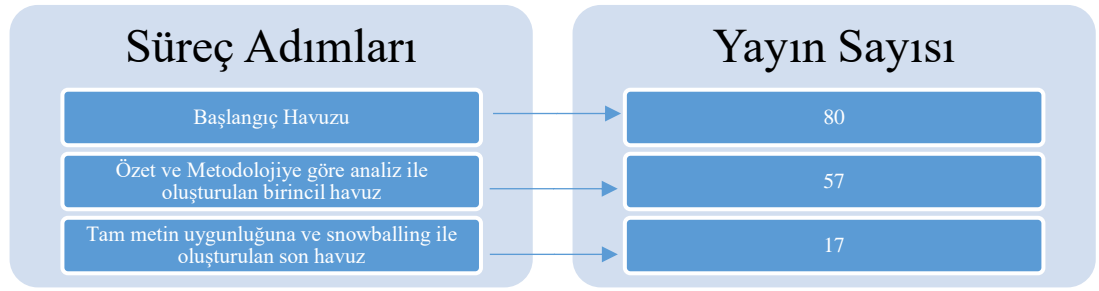 Süreç Adımları
Yayın Sayısı
Başlangıç Havuzu
80
Özet ve Metodolojiye göre analiz ile
oluşturulan birincil havuz
57
Tam metin uygunluğuna ve snowballing ile
oluşturulan son havuz
17